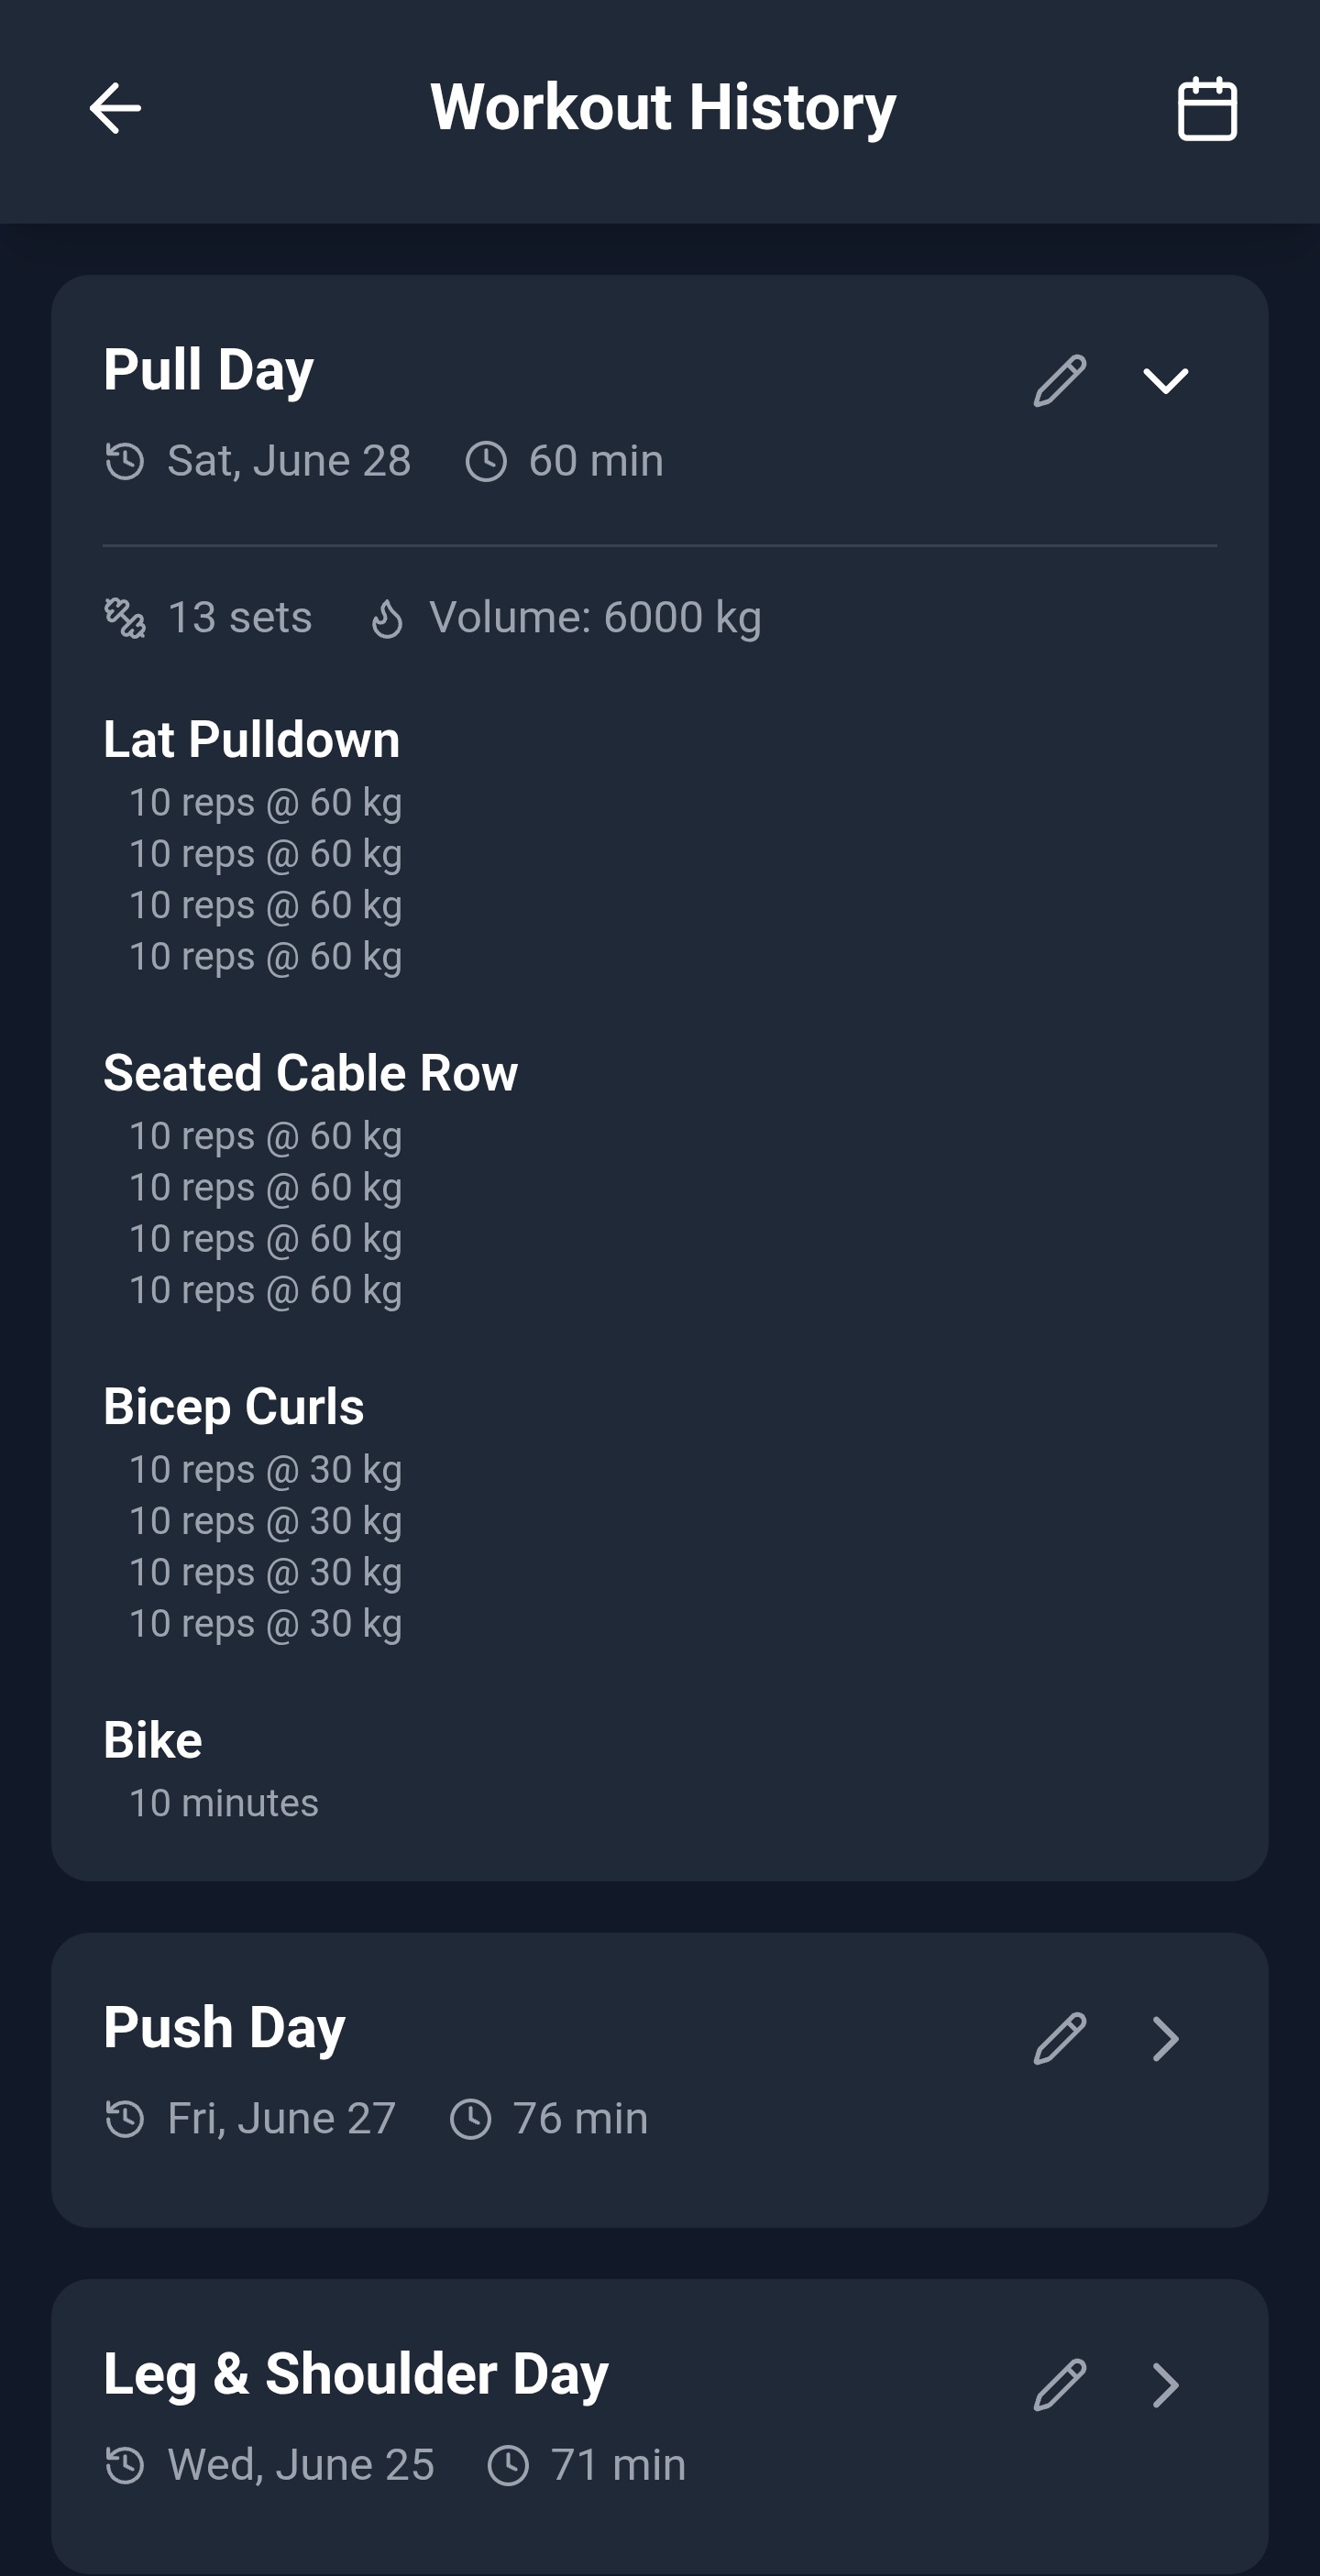 Workout History
Pull Day
Sat, June 28 60 min
13 sets Volume: 6000 kg
Lat Pulldown
10 reps @ 60 kg
10 reps @ 60 kg
10 reps @ 60 kg
10 reps @ 60 kg
Seated Cable Row
10 reps @ 60 kg
10 reps @ 60 kg
10 reps @ 60 kg
10 reps @ 60 kg
Bicep Curls
10 reps @ 30 kg
10 reps @ 30 kg
10 reps @ 30 kg
10 reps @ 30 kg
Bike
10 minutes
Push Day
Fri, June 27 76 min
Leg & Shoulder Day
Wed, June 25 71 min